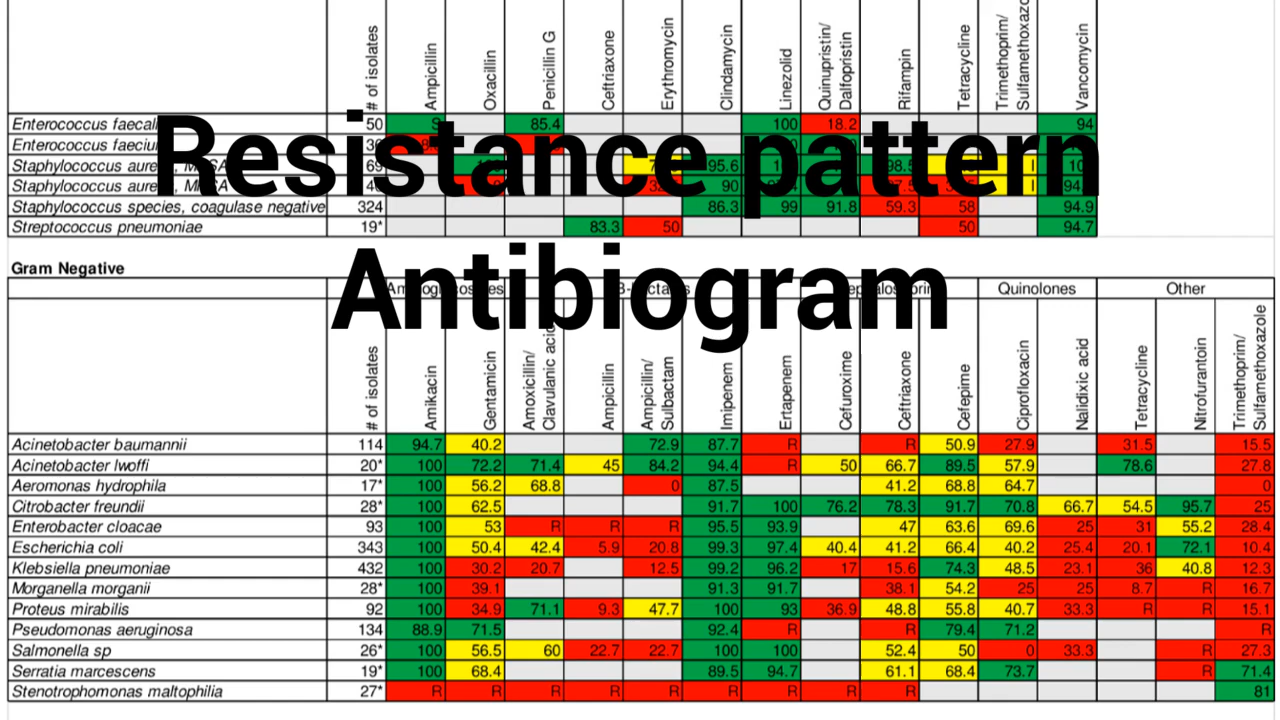 Resistance pattern
Antibiogram
# of isolates Ampicillin Oxacillin Penicillin G Ceftriaxone Erythromycin Clindamycin Linezolid Quinupristin/ Dalfopristin Rifampin Tetracycline Trimethoprim/ Vancomycin
Enterococcus 50 85.4 100 18.2 94
Enterococcus
Staphylococcus 95.6
Staphylococcus 90
Staphylococcus species, coagulase negative 324 86.3 99 91.8 59.3 58 94.9
Streptococcus pneumoniae 19* 83.3 50 50 94.7
Gram Negative
Quinolones Other
# of isolates Amikacin Gentamicin Amoxicillin/ Clavulanic acid Ampicillin Ampicillin/ Sulbactam Imipenem Ertapenem Cefuroxime Ceftriaxone Cefepime Ciprofloxacin Nalidixic acid Tetracycline Nitrofurantoin Trimethoprim/ Sulfamethoxazole
Acinetobacter baumannii 114 94.7 40.2 72.9 87.7 R R 50.9 27.9 31.5 15.5
Acinetobacter lwoffi 20* 100 72.2 71.4 45 84.2 94.4 R 50 66.7 89.5 57.9 78.6 27.8
Aeromonas hydrophila 17* 100 56.2 68.8 0 87.5 41.2 68.8 64.7 0
Citrobacter freundii 28* 100 62.5 91.7 100 76.2 78.3 91.7 70.8 66.7 54.5 95.7 25
Enterobacter cloacae 93 100 53 R R R 95.5 93.9 47 63.6 69.6 25 31 55.2 28.4
Escherichia coli 343 100 50.4 42.4 5.9 20.8 99.3 97.4 40.4 41.2 66.4 40.2 25.4 20.1 72.1 10.4
Klebsiella pneumoniae 432 100 30.2 20.7 12.5 99.2 96.2 17 15.6 74.3 48.5 23.1 36 40.8 12.3
Morganella morganii 28* 100 39.1 91.3 91.7 38.1 54.2 25 25 8.7 R 16.7
Proteus mirabilis 92 100 34.9 71.1 9.3 47.7 100 93 36.9 48.8 55.8 40.7 33.3 R R 15.1
Pseudomonas aeruginosa 134 88.9 71.5 92.4 R R 79.4 71.2 R
Salmonella sp 26* 100 56.5 60 22.7 22.7 100 100 52.4 50 0 33.3 R 27.3
Serratia marcescens 19* 100 68.4 89.5 94.7 61.1 68.4 73.7 R 71.4
Stenotrophomonas maltophilia 27* R R R R R R R R R 81